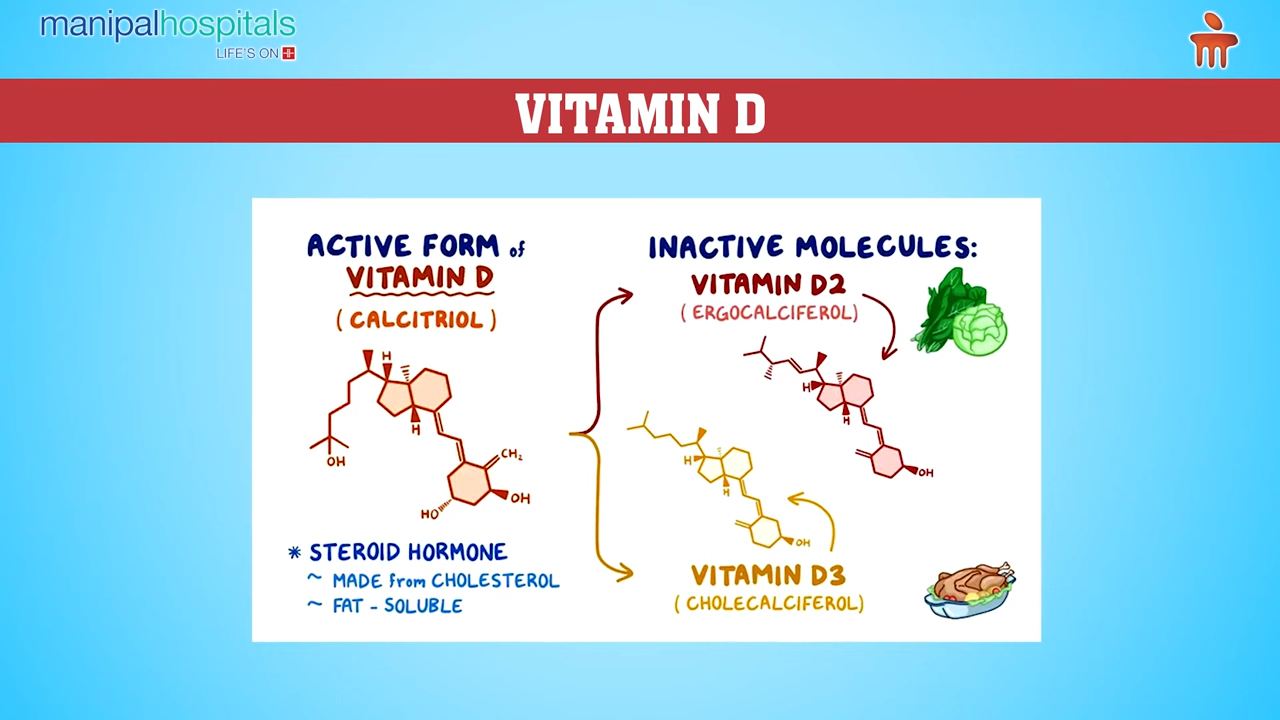 manipalhospitals
LIFE'S ON
VITAMIN D
ACTIVE FORM of
VITAMIN D
(CALCITRIOL)
H
H
OH
CH₂
OH
HO
* STEROID HORMONE
~ MADE from CHOLESTEROL
~ FAT - SOLUBLE
INACTIVE MOLECULES:
VITAMIN D2
(ERGOCALCIFEROL)
H
H
OH
H
H
OH
VITAMIN D3
(CHOLECALCIFEROL)